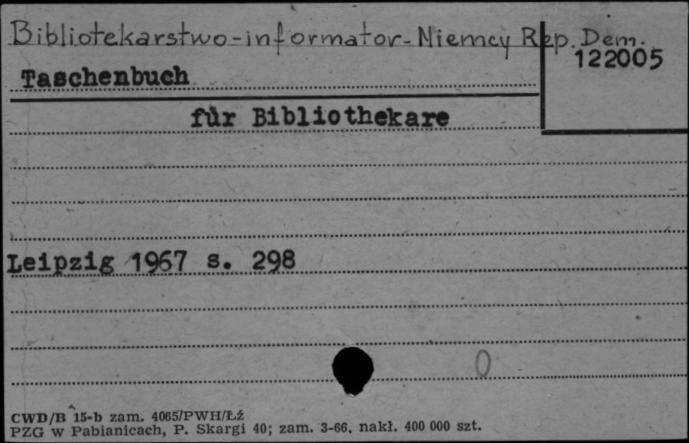 Bibliotekarstwo-informator-Niemcy Rep. Dem.
122005
Taschenbuch
für Bibliothekare
Leipzig 1967 s. 298
0
CWD/B 15-b zam. 4065/PWH/Łź
PZG w Pabianicach, P. Skargi 40; zam. 3-66, nakł. 400 000 szt.